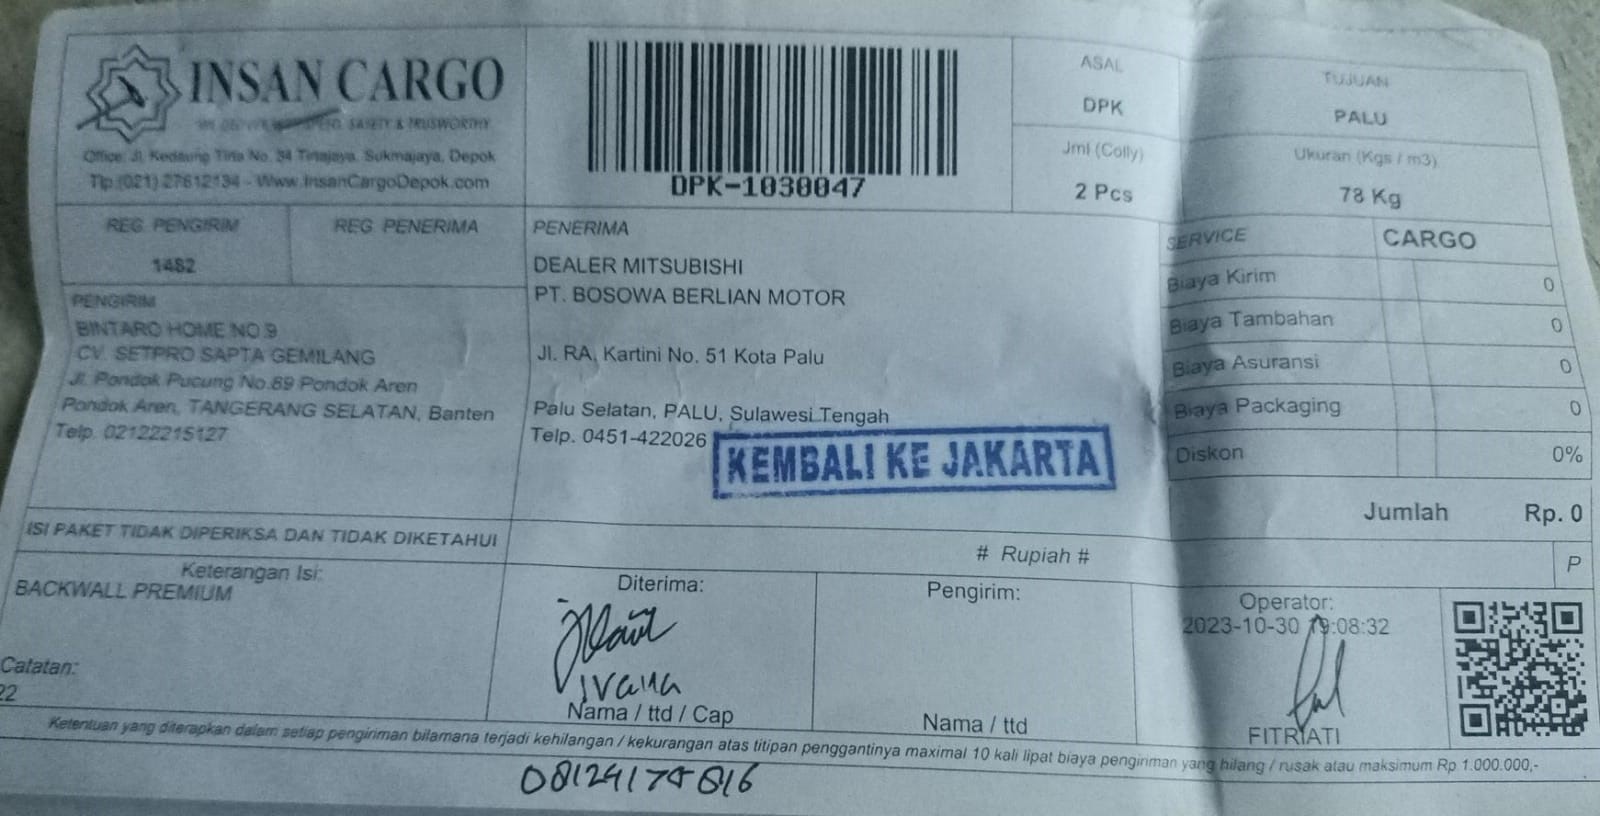 INSAN CARGO
SAFETY & TRUSWORTHY
Office: Jl. Kedaung Tirta No. 34 Tirtajaya, Sukmajaya, Depok
Tlp.(021) 27612134 - Www.InsanCargoDepok.com
DPK-1030047
ASAL
DPK
TUJUAN
PALU
Jml (Colly)
2 Pcs
Ukuran (Kgs / m3)
78 Kg
REG. PENGIRIM
1482
REG. PENERIMA
PENGIRIM
BINTARO HOME NO.9
CV. SETPRO SAPTA GEMILANG
Jl. Pondok Pucung No.89 Pondok Aren
Pondok Aren, TANGERANG SELATAN, Banten
Telp. 02122215127
PENERIMA
DEALER MITSUBISHI
PT. BOSOWA BERLIAN MOTOR
Jl. RA, Kartini No. 51 Kota Palu
Palu Selatan, PALU, Sulawesi Tengah
Telp. 0451-422026
KEMBALI KE JAKARTA
SERVICE CARGO
Biaya Kirim 0
Biaya Tambahan 0
Biaya Asuransi 0
Biaya Packaging 0
Diskon 0%
Jumlah Rp. 0
ISI PAKET TIDAK DIPERIKSA DAN TIDAK DIKETAHUI
# Rupiah #
P
Keterangan Isi:
BACKWALL PREMIUM
Catatan:
22
Diterima:
Ivana
Nama / ttd / Cap
Pengirim:
Nama / ttd
Operator:
2023-10-30 19:08:32
FITRIATI
Ketentuan yang diterapkan dalam setiap pengiriman bilamana terjadi kehilangan / kekurangan atas titipan penggantinya maximal 10 kali lipat biaya pengiriman yang hilang / rusak atau maksimum Rp 1.000.000,-